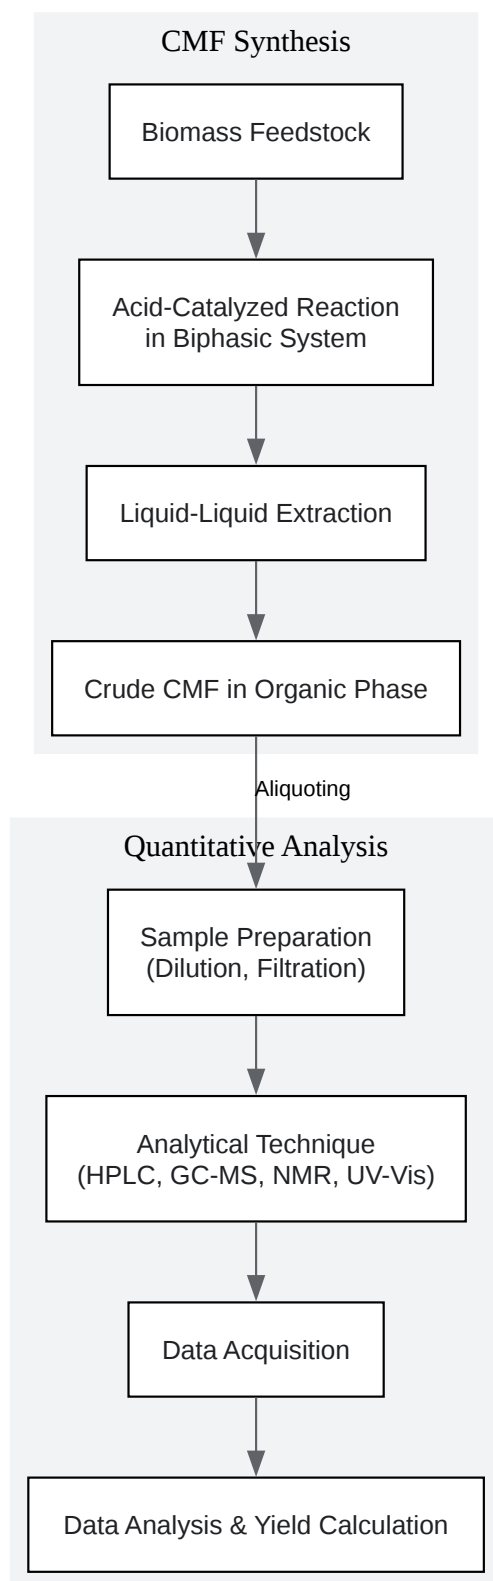 CMF Synthesis
Biomass Feedstock
Acid-Catalyzed Reaction
in Biphasic System
Liquid-Liquid Extraction
Crude CMF in Organic Phase
Aliquoting
Quantitative Analysis
Sample Preparation
(Dilution, Filtration)
Analytical Technique
(HPLC, GC-MS, NMR, UV-Vis)
Data Acquisition
Data Analysis & Yield Calculation